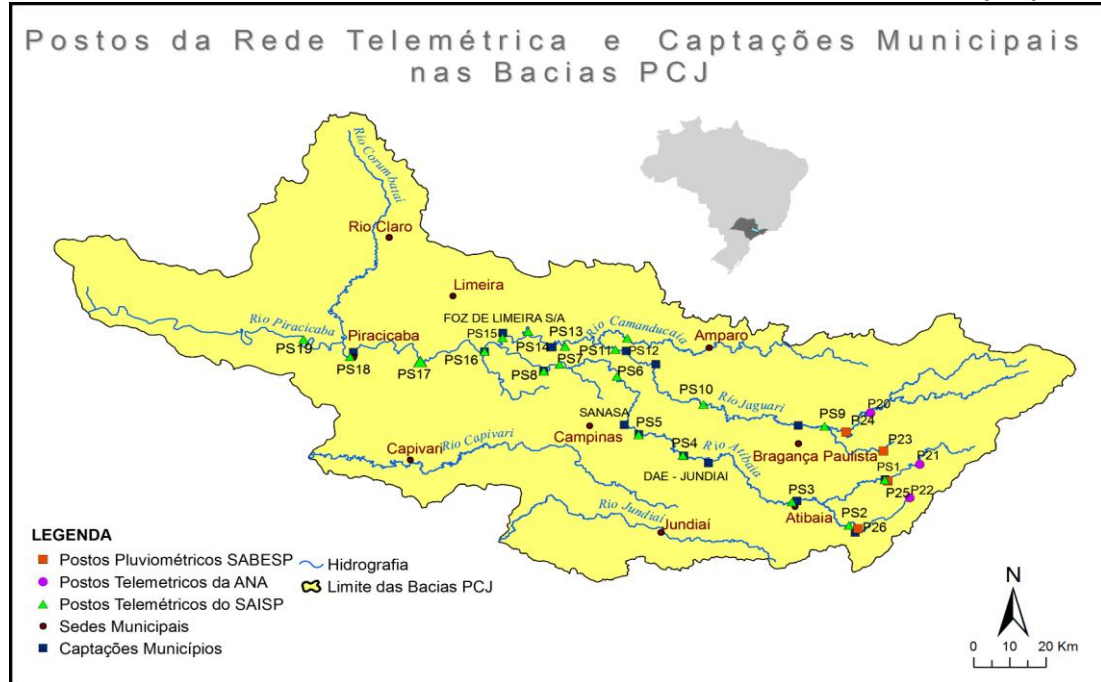 Postos da Rede Telemétrica e Captações Municipais
nas Bacias PCJ
Rio Corumbataí
Rio Claro
Limeira
FOZ DE LIMEIRA S/A
Rio Piracicaba
Piracicaba
PS15
PS13
Rio Camanducaia
Amparo
PS19
PS14
PS11
PS12
PS16
PS18
PS17
PS7
PS8
PS6
PS10
Rio Jaguari
P20
PS9
P24
SANASA
PS5
Campinas
Rio Capivari
Capivari
PS4
Rio Atibaia
Bragança Paulista
P23
P21
DAE - JUNDIAI
PS1
PS3
P25
P22
Atibaia
PS2
P26
Rio Jundiaí
Jundiaí
LEGENDA
Postos Pluviométricos SABESP
Postos Telemetricos da ANA
Postos Telemétricos do SAISP
Sedes Municipais
Captações Municípios
Hidrografia
Limite das Bacias PCJ
N
0 10 20 Km